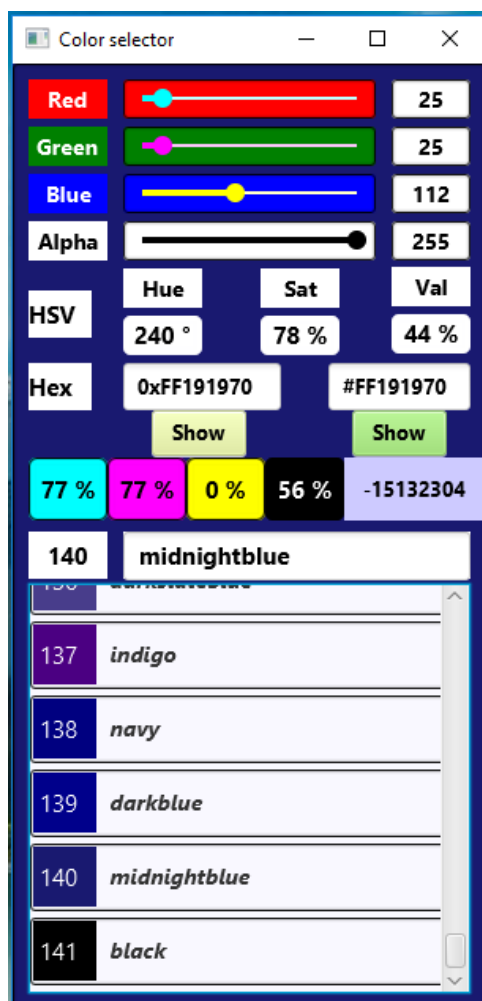 Color selector
Red 25
Green 25
Blue 112
Alpha 255
Hue Sat Val
HSV
240 ° 78 % 44 %
Hex 0xFF191970 #FF191970
Show Show
77 % 77 % 0 % 56 % -15132304
140 midnightblue
137 indigo
138 navy
139 darkblue
140 midnightblue
141 black